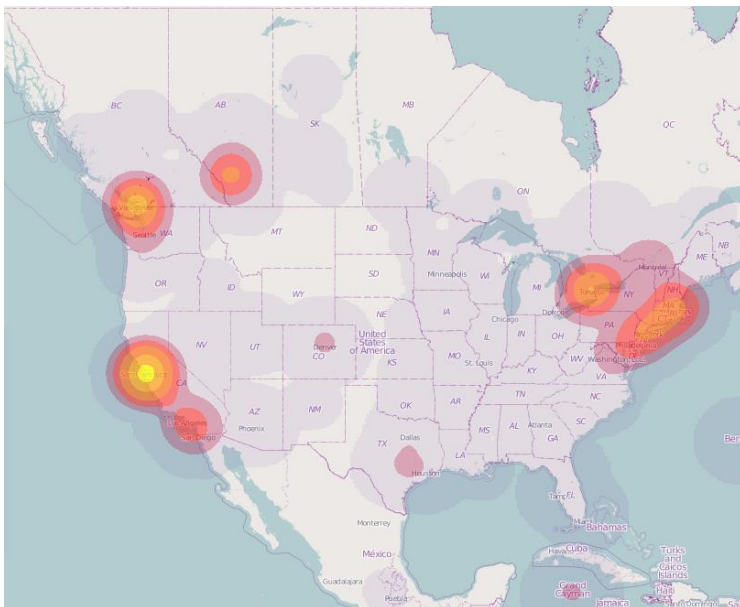 BC
AB
SK
MB
QC
ON
Seattle
WA
MT
ND
MN
Minneapolis
WI
MI
Montreal
VT
ME
NB
NH
MA
NY
OR
ID
WY
SD
IA
Chicago
Detroit
PA
NV
UT
Denver
CO
NE
United
States
of America
KS
MO
St. Louis
IL
IN
OH
WV
Philadelphia
Washington D.C.
VA
KY
CA
Los Angeles
San Diego
AZ
Phoenix
NM
OK
AR
TN
NC
SC
TX
Dallas
Houston
LA
MS
AL
Atlanta
GA
FL
Monterrey
México
Guadalajara
Puebla
Bahamas
Cuba
Turks
and
Caicos
Islands
Grand
Cayman
Haiti
Jamaica
Santo Domingo